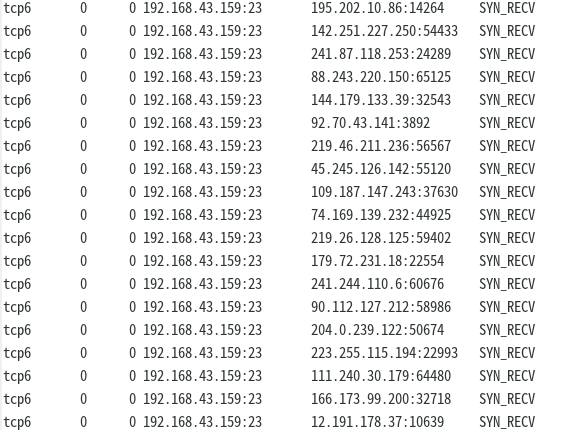 tcp6 0 0 192.168.43.159:23 195.202.10.86:14264 SYN_RECV
tcp6 0 0 192.168.43.159:23 142.251.227.250:54433 SYN_RECV
tcp6 0 0 192.168.43.159:23 241.87.118.253:24289 SYN_RECV
tcp6 0 0 192.168.43.159:23 88.243.220.150:65125 SYN_RECV
tcp6 0 0 192.168.43.159:23 144.179.133.39:32543 SYN_RECV
tcp6 0 0 192.168.43.159:23 92.70.43.141:3892 SYN_RECV
tcp6 0 0 192.168.43.159:23 219.46.211.236:56567 SYN_RECV
tcp6 0 0 192.168.43.159:23 45.245.126.142:55120 SYN_RECV
tcp6 0 0 192.168.43.159:23 109.187.147.243:37630 SYN_RECV
tcp6 0 0 192.168.43.159:23 74.169.139.232:44925 SYN_RECV
tcp6 0 0 192.168.43.159:23 219.26.128.125:59402 SYN_RECV
tcp6 0 0 192.168.43.159:23 179.72.231.18:22554 SYN_RECV
tcp6 0 0 192.168.43.159:23 241.244.110.6:60676 SYN_RECV
tcp6 0 0 192.168.43.159:23 90.112.127.212:58986 SYN_RECV
tcp6 0 0 192.168.43.159:23 204.0.239.122:50674 SYN_RECV
tcp6 0 0 192.168.43.159:23 223.255.115.194:22993 SYN_RECV
tcp6 0 0 192.168.43.159:23 111.240.30.179:64480 SYN_RECV
tcp6 0 0 192.168.43.159:23 166.173.99.200:32718 SYN_RECV
tcp6 0 0 192.168.43.159:23 12.191.178.37:10639 SYN_RECV